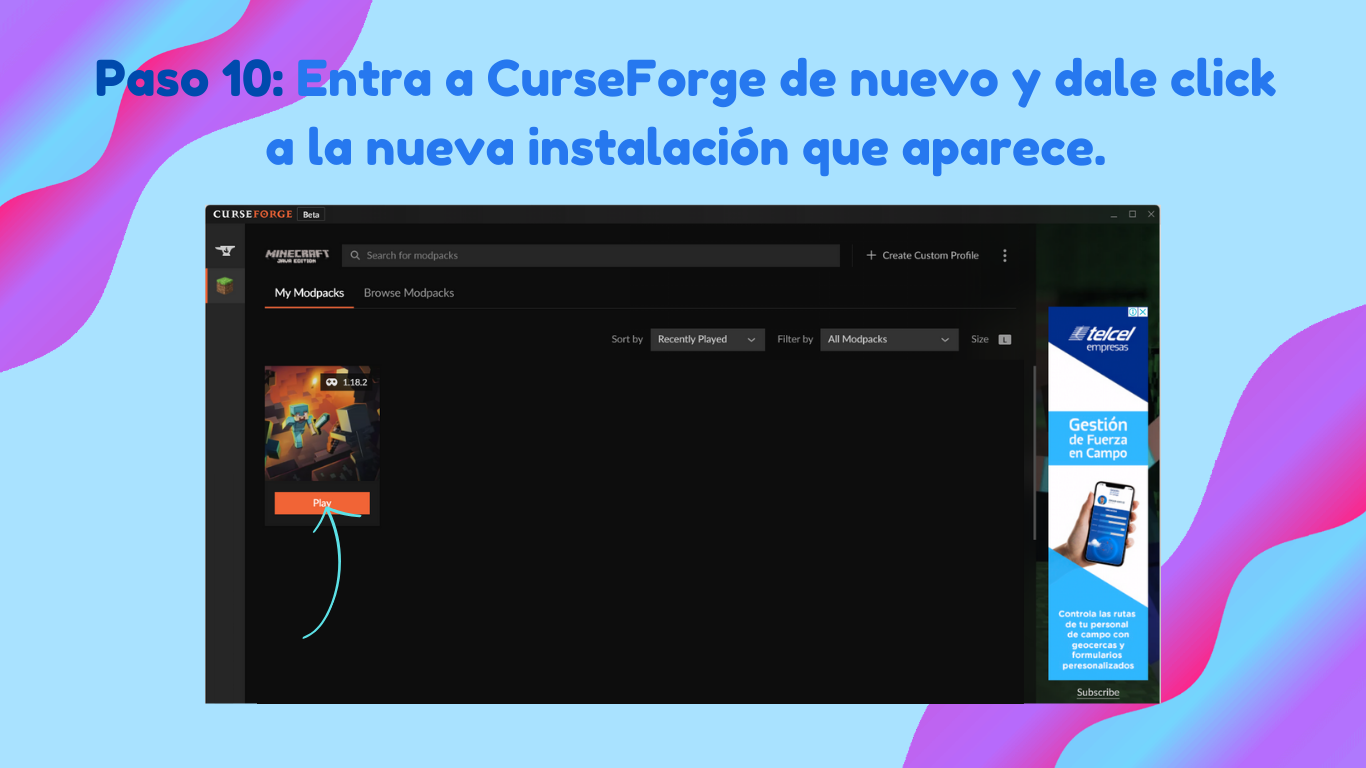 Paso 10: Entra a CurseForge de nuevo y dale click
a la nueva instalación que aparece.
CURSEFORGE Beta
MINECRAFT
JAVA EDITION
Search for modpacks
Create Custom Profile
My Modpacks Browse Modpacks
Sort by Recently Played Filter by All Modpacks Size L
1.18.2
Play
telcel
empresas
Gestión
de Fuerza
en Campo
Controla las rutas
de tu personal
de campo con
geocercas y
formularios
peresonalizados
Subscribe